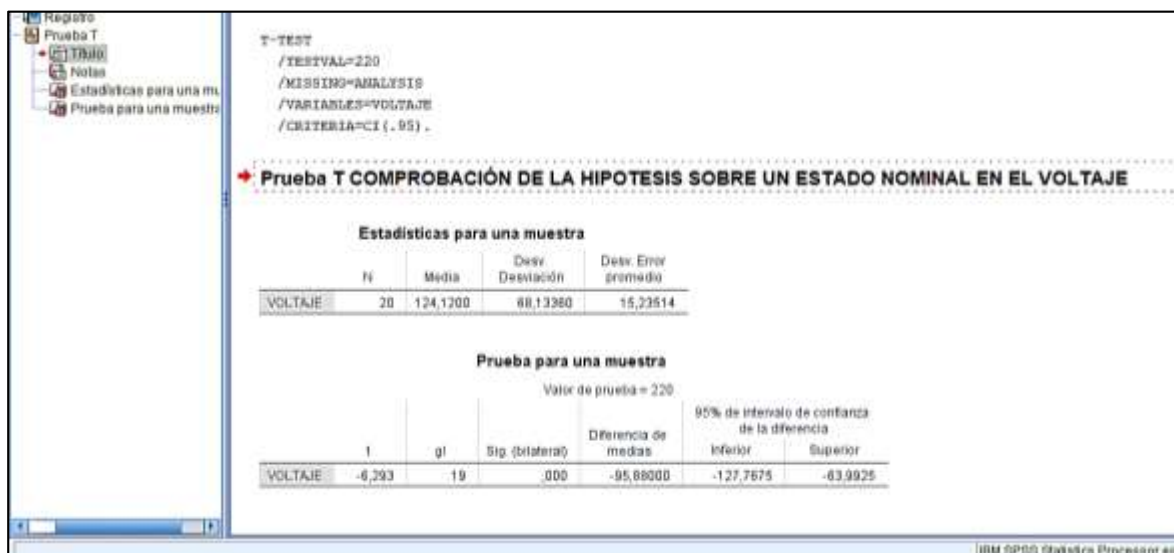 Registro
Prueba T
Título
Notas
Estadísticas para una mu
Prueba para una muestra
T-TEST
/TESTVAL=220
/MISSING=ANALYSIS
/VARIABLES=VOLTAJE
/CRITERIA=CI(.95).
Prueba T COMPROBACIÓN DE LA HIPOTESIS SOBRE UN ESTADO NOMINAL EN EL VOLTAJE
Estadísticas para una muestra
N Media Desv. Desviación Desv. Error promedio
VOLTAJE 20 124,1200 68,13360 15,23514
Prueba para una muestra
Valor de prueba = 220
95% de intervalo de confianza de la diferencia
t gl Sig. (bilateral) Diferencia de medias Inferior Superior
VOLTAJE -6,293 19 ,000 -95,88000 -127,7675 -63,9925
IBM SPSS Statistics Processor